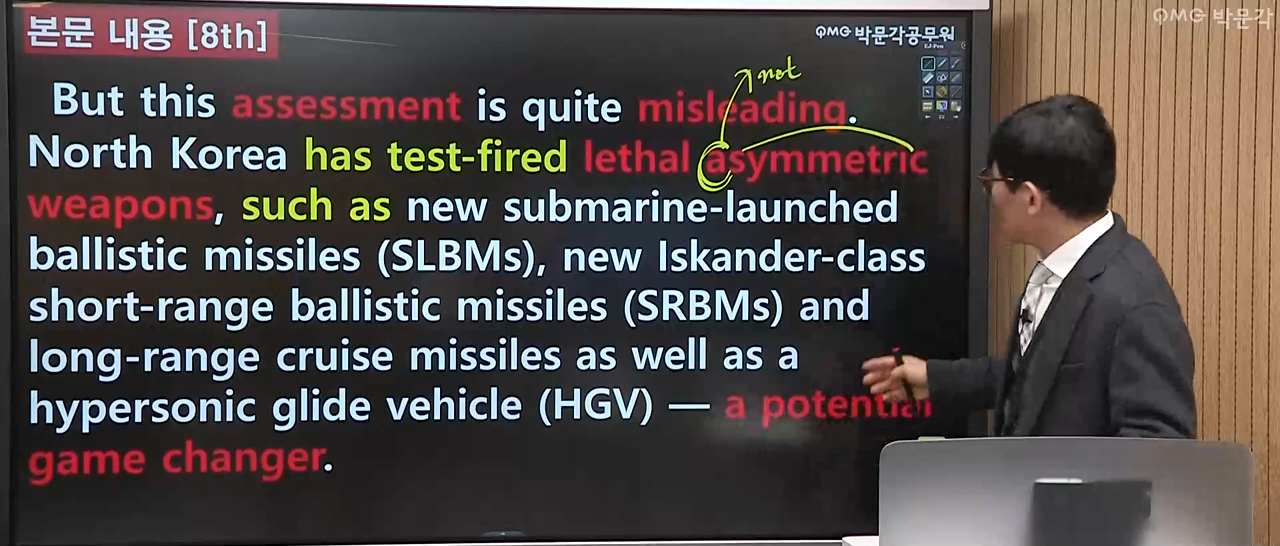 본문 내용 [8th]
QMG 박문각공무원
QMG 박문각
EJ-Pen
not
But this assessment is quite misleading.
North Korea has test-fired lethal asymmetric
weapons, such as new submarine-launched
ballistic missiles (SLBMs), new Iskander-class
short-range ballistic missiles (SRBMs) and
long-range cruise missiles as well as a
hypersonic glide vehicle (HGV) — a potential
game changer.